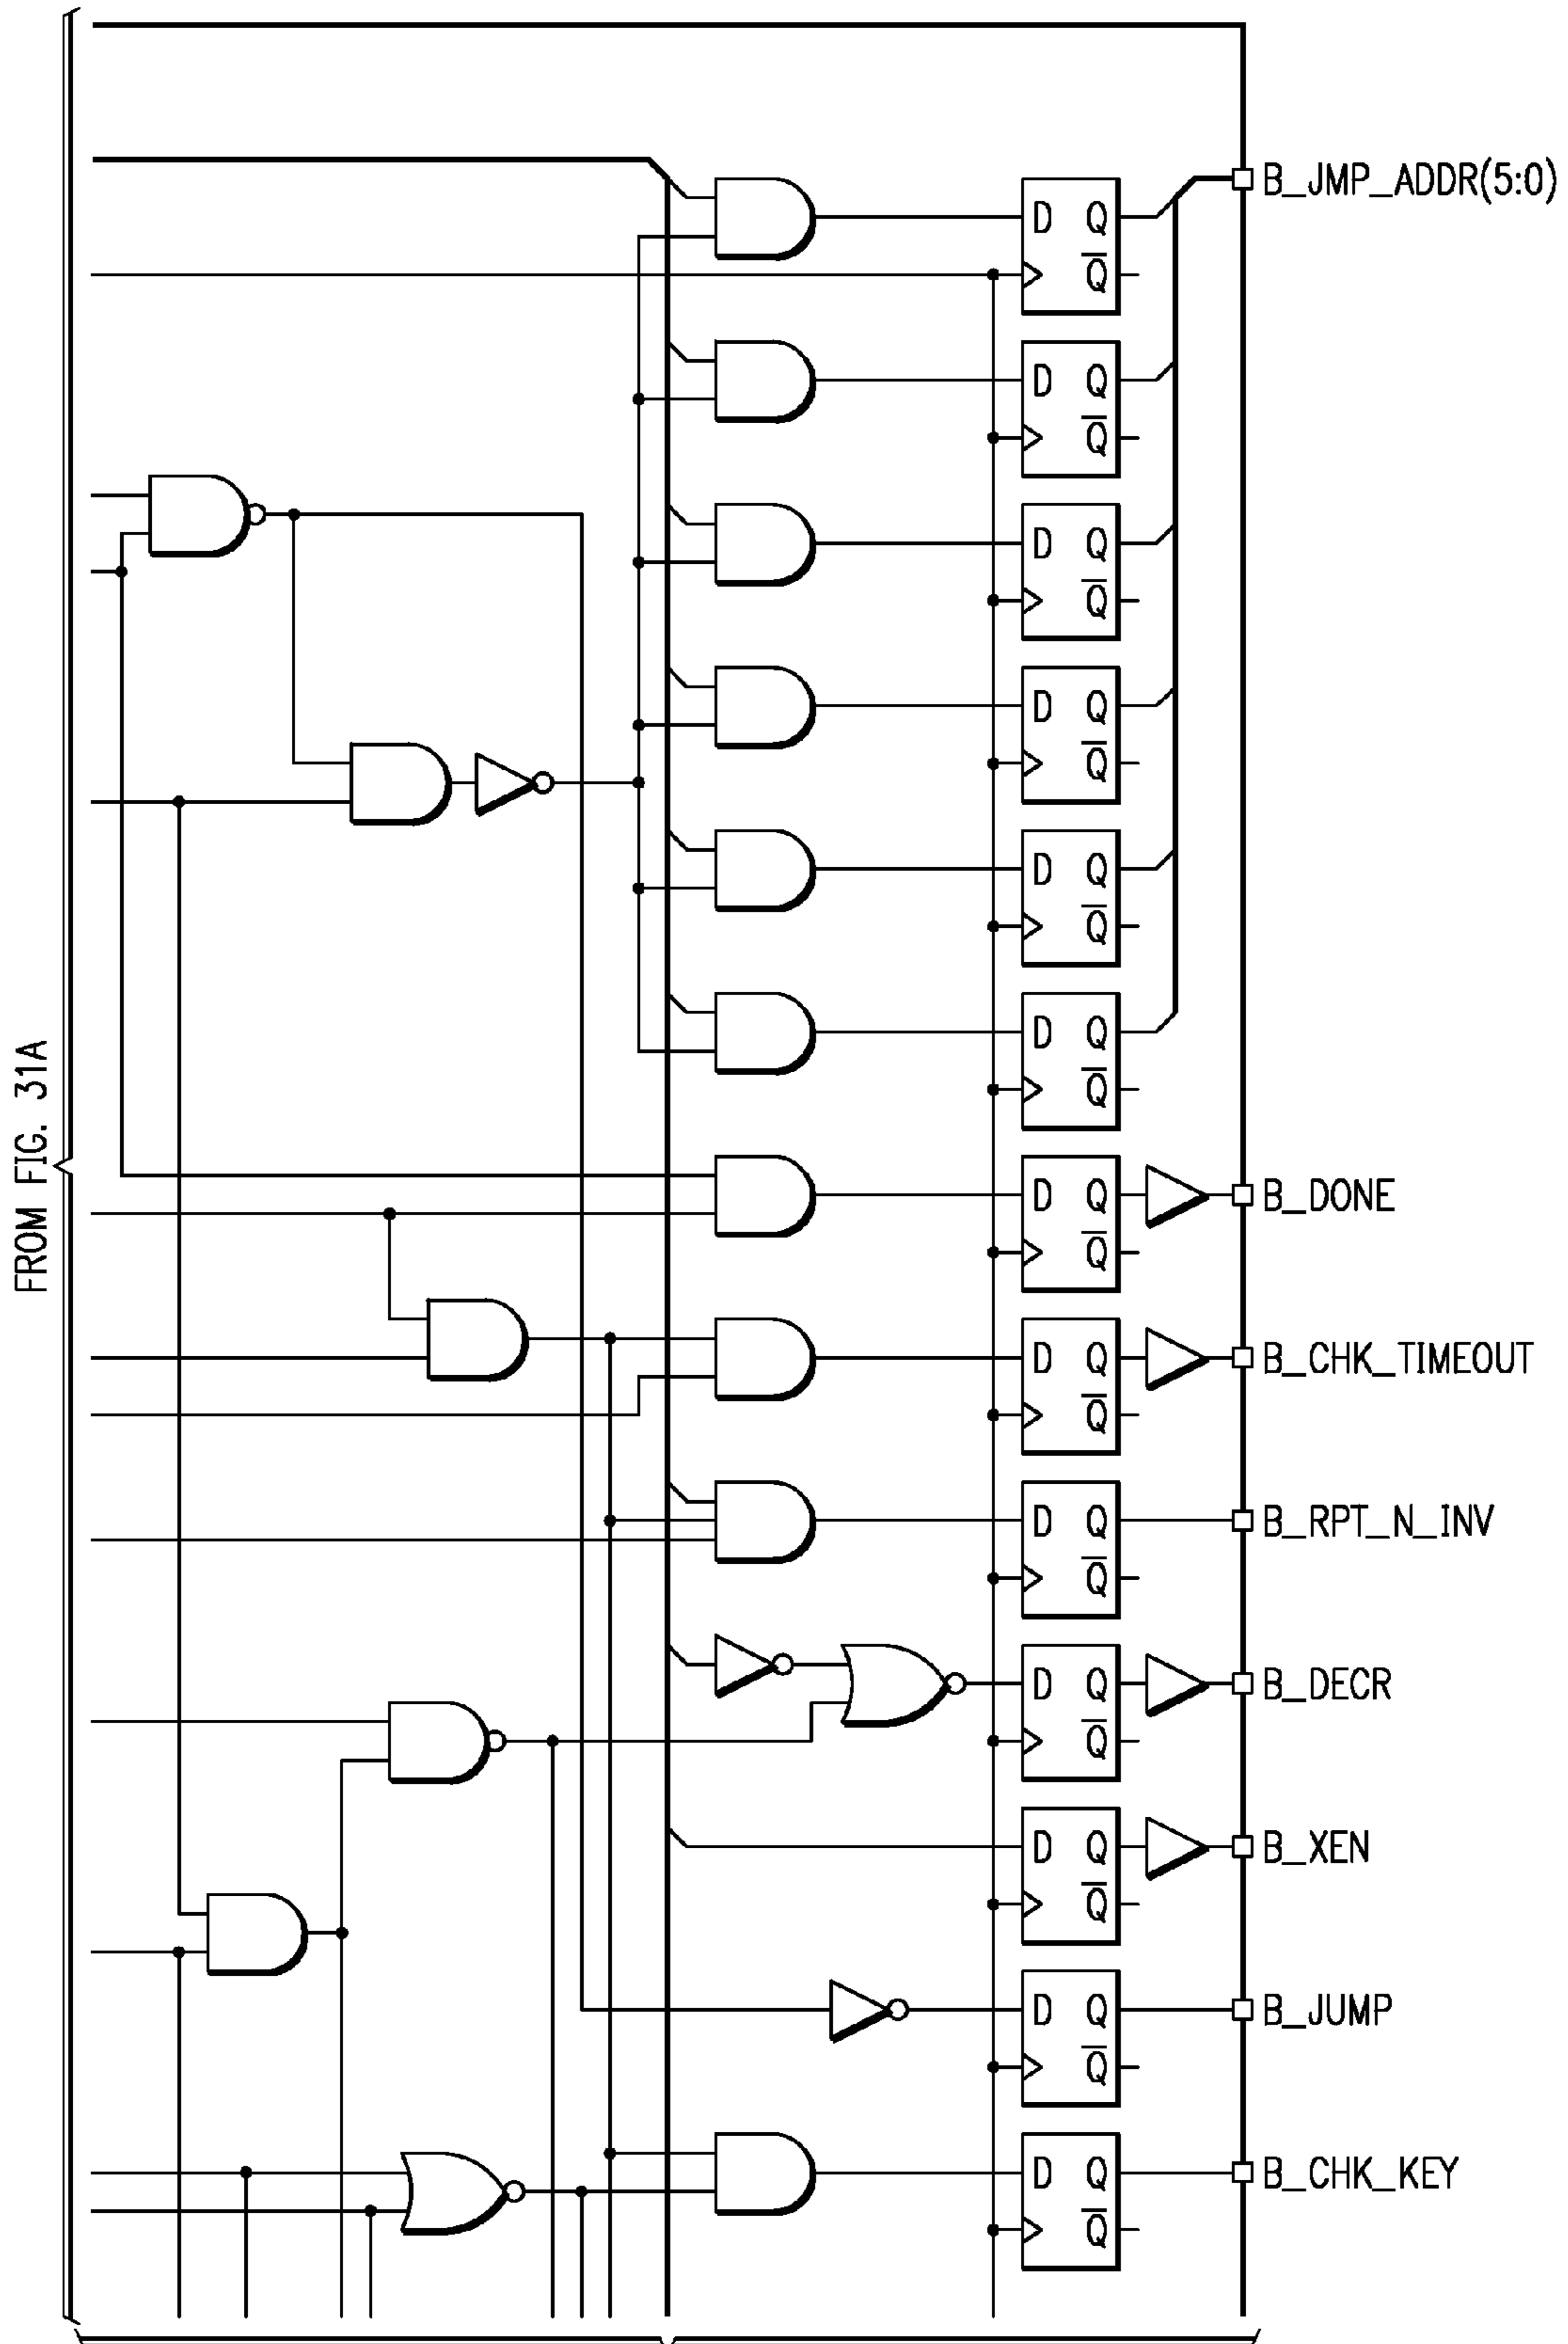 B_JMP_ADDR(5:0)
D Q
Q̅
D Q
Q̅
D Q
Q̅
D Q
Q̅
D Q
Q̅
D Q
Q̅
FROM FIG. 31A
D Q
Q̅
B_DONE
D Q
Q̅
B_CHK_TIMEOUT
D Q
Q̅
B_RPT_N_INV
D Q
Q̅
B_DECR
D Q
Q̅
B_XEN
D Q
Q̅
B_JUMP
D Q
Q̅
B_CHK_KEY